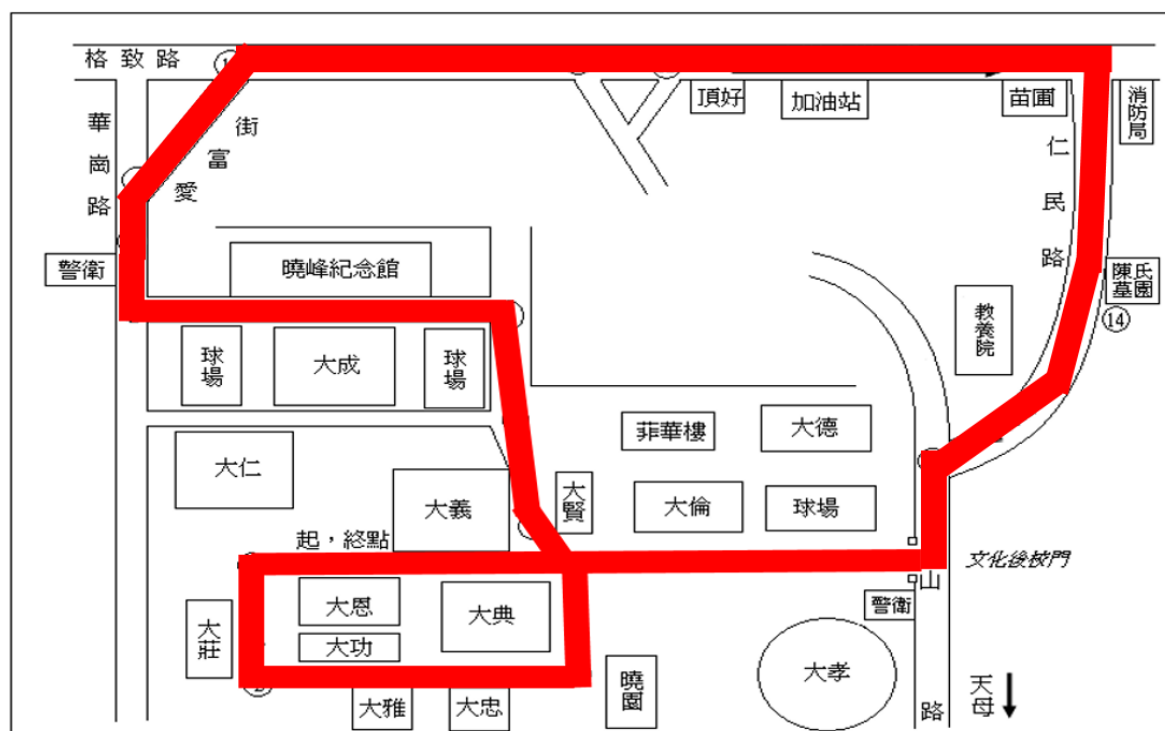 格致路
華崗路
街富愛
頂好
加油站
苗圃
消防局
仁民路
警衛
曉峰紀念館
陳氏墓園
14
教養院
球場
大成
球場
菲華樓
大德
大仁
大義
大賢
大倫
球場
起，終點
文化後校門
山
路
警衛
大恩
大典
大莊
大功
大孝
曉園
大雅
大忠
天母